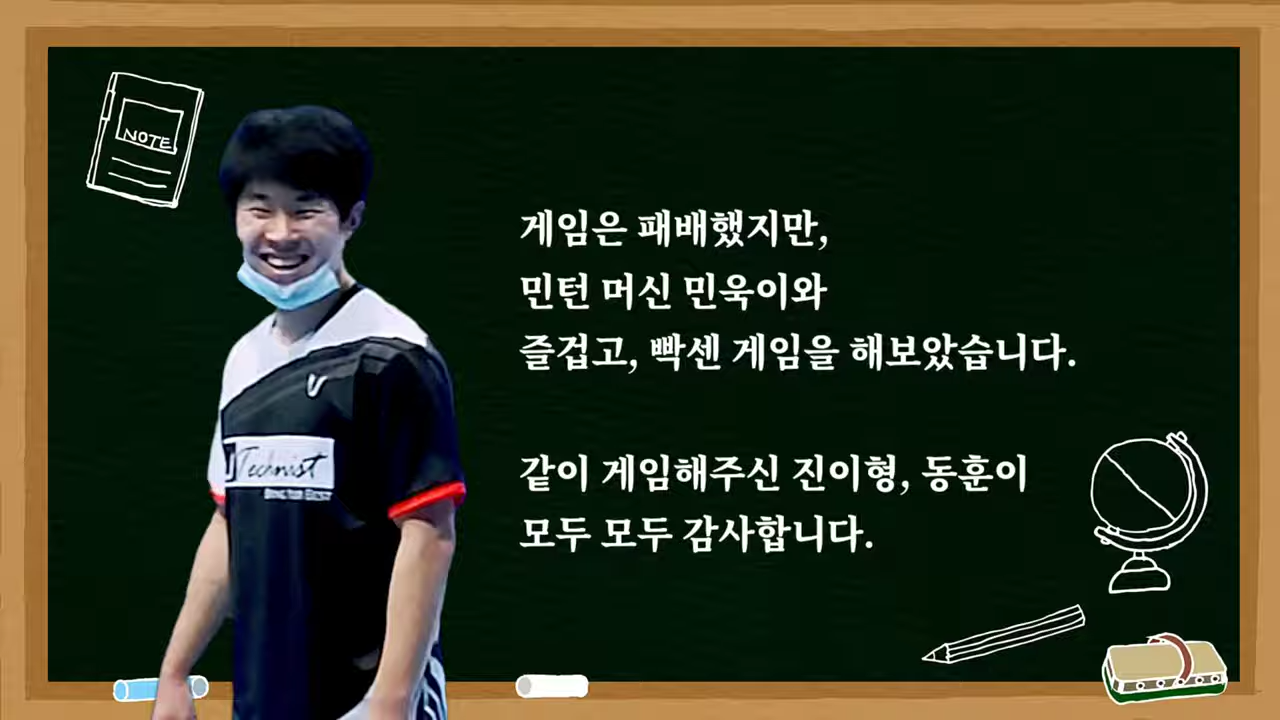 NOTE
게임은 패배했지만,
민턴 머신 민욱이와
즐겁고, 빡센 게임을 해보았습니다.
같이 게임해주신 진이형, 동훈이
모두 모두 감사합니다.
Technist